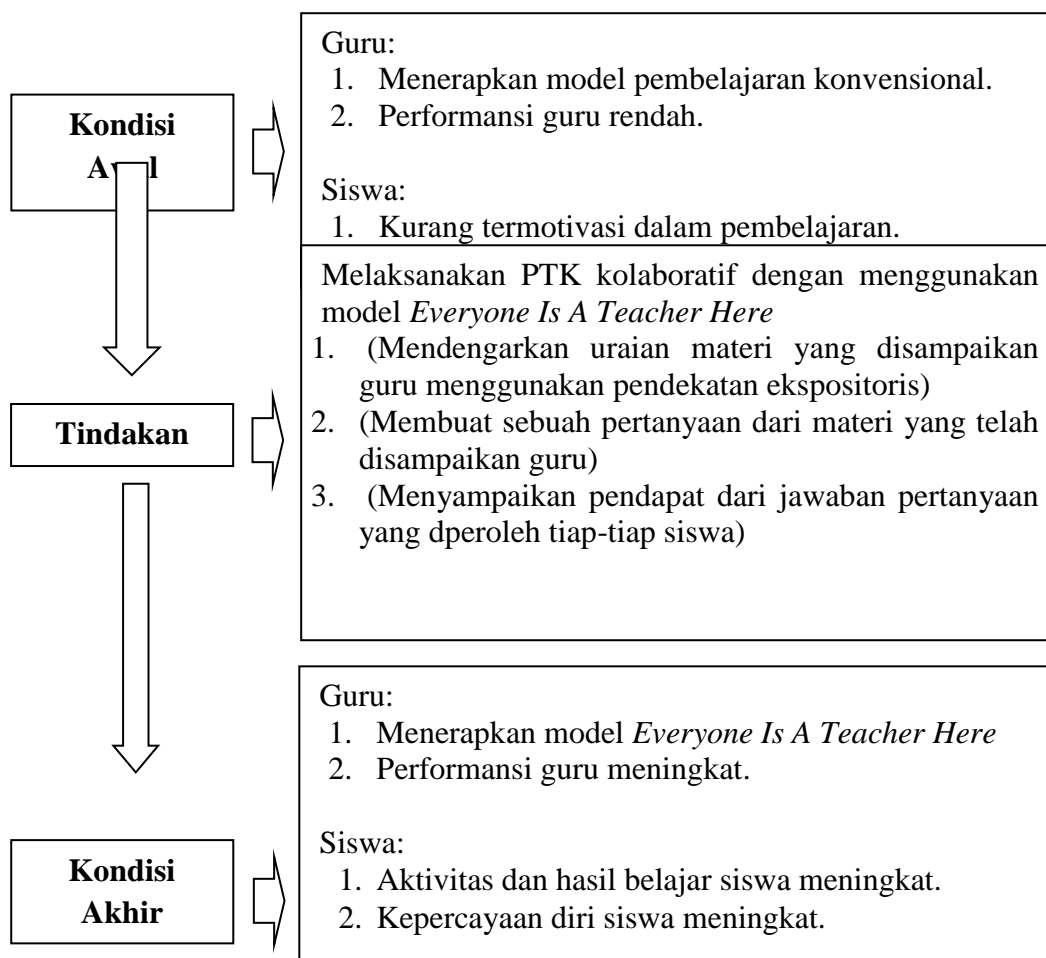 Kondisi
Guru:
1. Menerapkan model pembelajaran konvensional.
2. Performansi guru rendah.
Siswa:
1. Kurang termotivasi dalam pembelajaran.
Tindakan
Melaksanakan PTK kolaboratif dengan menggunakan
model Everyone Is A Teacher Here
1. (Mendengarkan uraian materi yang disampaikan
guru menggunakan pendekatan ekspositoris)
2. (Membuat sebuah pertanyaan dari materi yang telah
disampaikan guru)
3. (Menyampaikan pendapat dari jawaban pertanyaan
yang dperoleh tiap-tiap siswa)
Kondisi
Akhir
Guru:
1. Menerapkan model Everyone Is A Teacher Here
2. Performansi guru meningkat.
Siswa:
1. Aktivitas dan hasil belajar siswa meningkat.
2. Kepercayaan diri siswa meningkat.